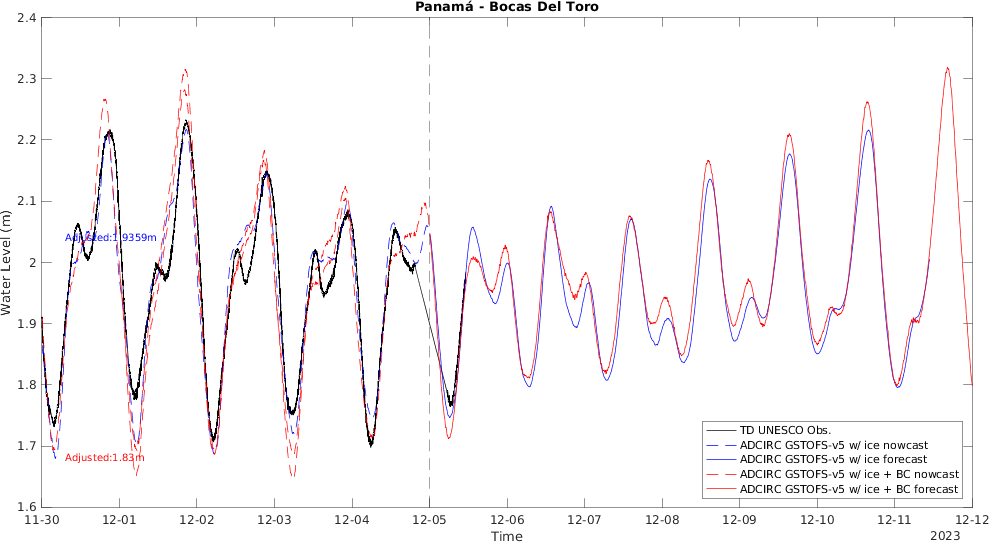 Panamá - Bocas Del Toro
2.4
2.3
2.2
2.1
2
1.9
1.8
1.7
1.6
Water Level (m)
Adjusted:1.9359m
Adjusted:1.83m
TD UNESCO Obs.
ADCIRC GSTOFS-v5 w/ ice nowcast
ADCIRC GSTOFS-v5 w/ ice forecast
ADCIRC GSTOFS-v5 w/ ice + BC nowcast
ADCIRC GSTOFS-v5 w/ ice + BC forecast
11-30 12-01 12-02 12-03 12-04 12-05 12-06 12-07 12-08 12-09 12-10 12-11 12-12
Time
2023